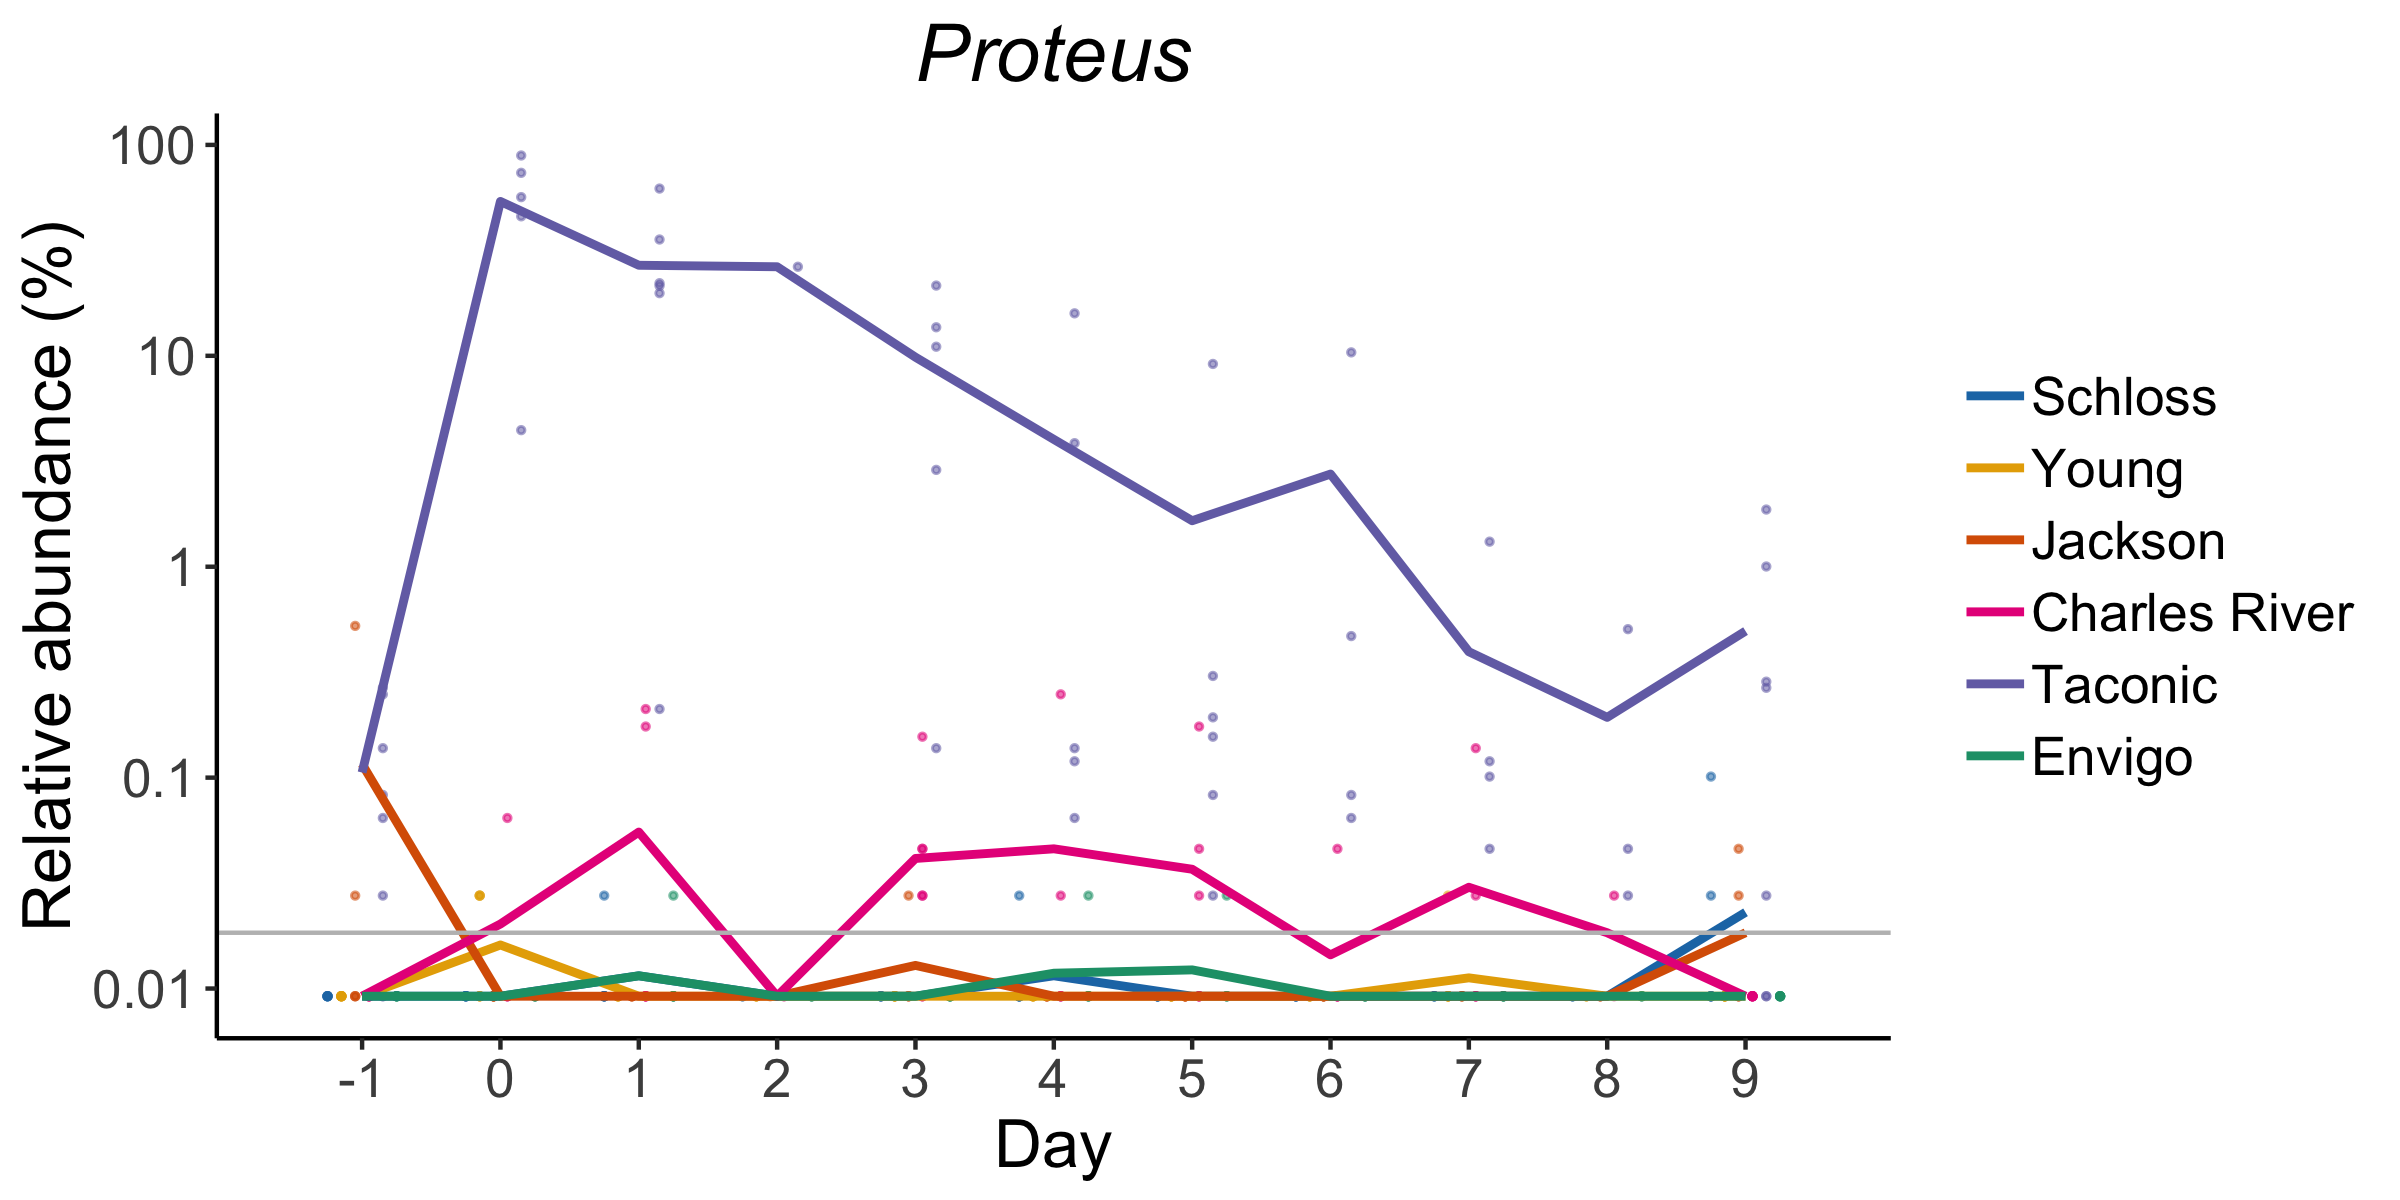 Proteus
Relative abundance (%)
100
10
1
0.1
0.01
-1 0 1 2 3 4 5 6 7 8 9
Day
Schloss
Young
Jackson
Charles River
Taconic
Envigo